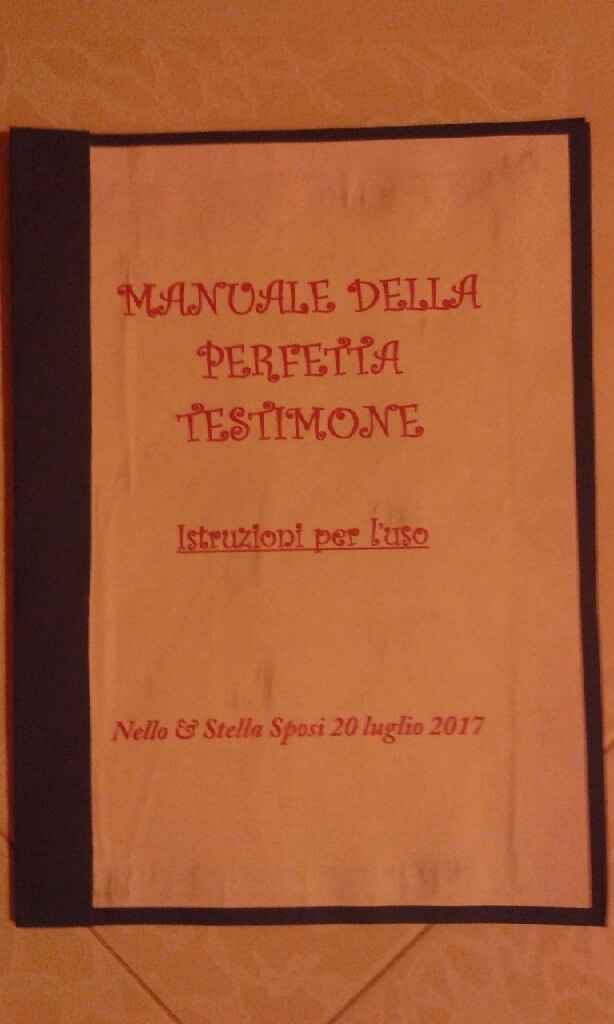 MANUALE DELLA
PERFETTA
TESTIMONE
Istruzioni per l'uso
Nello & Stella Sposi 20 luglio 2017